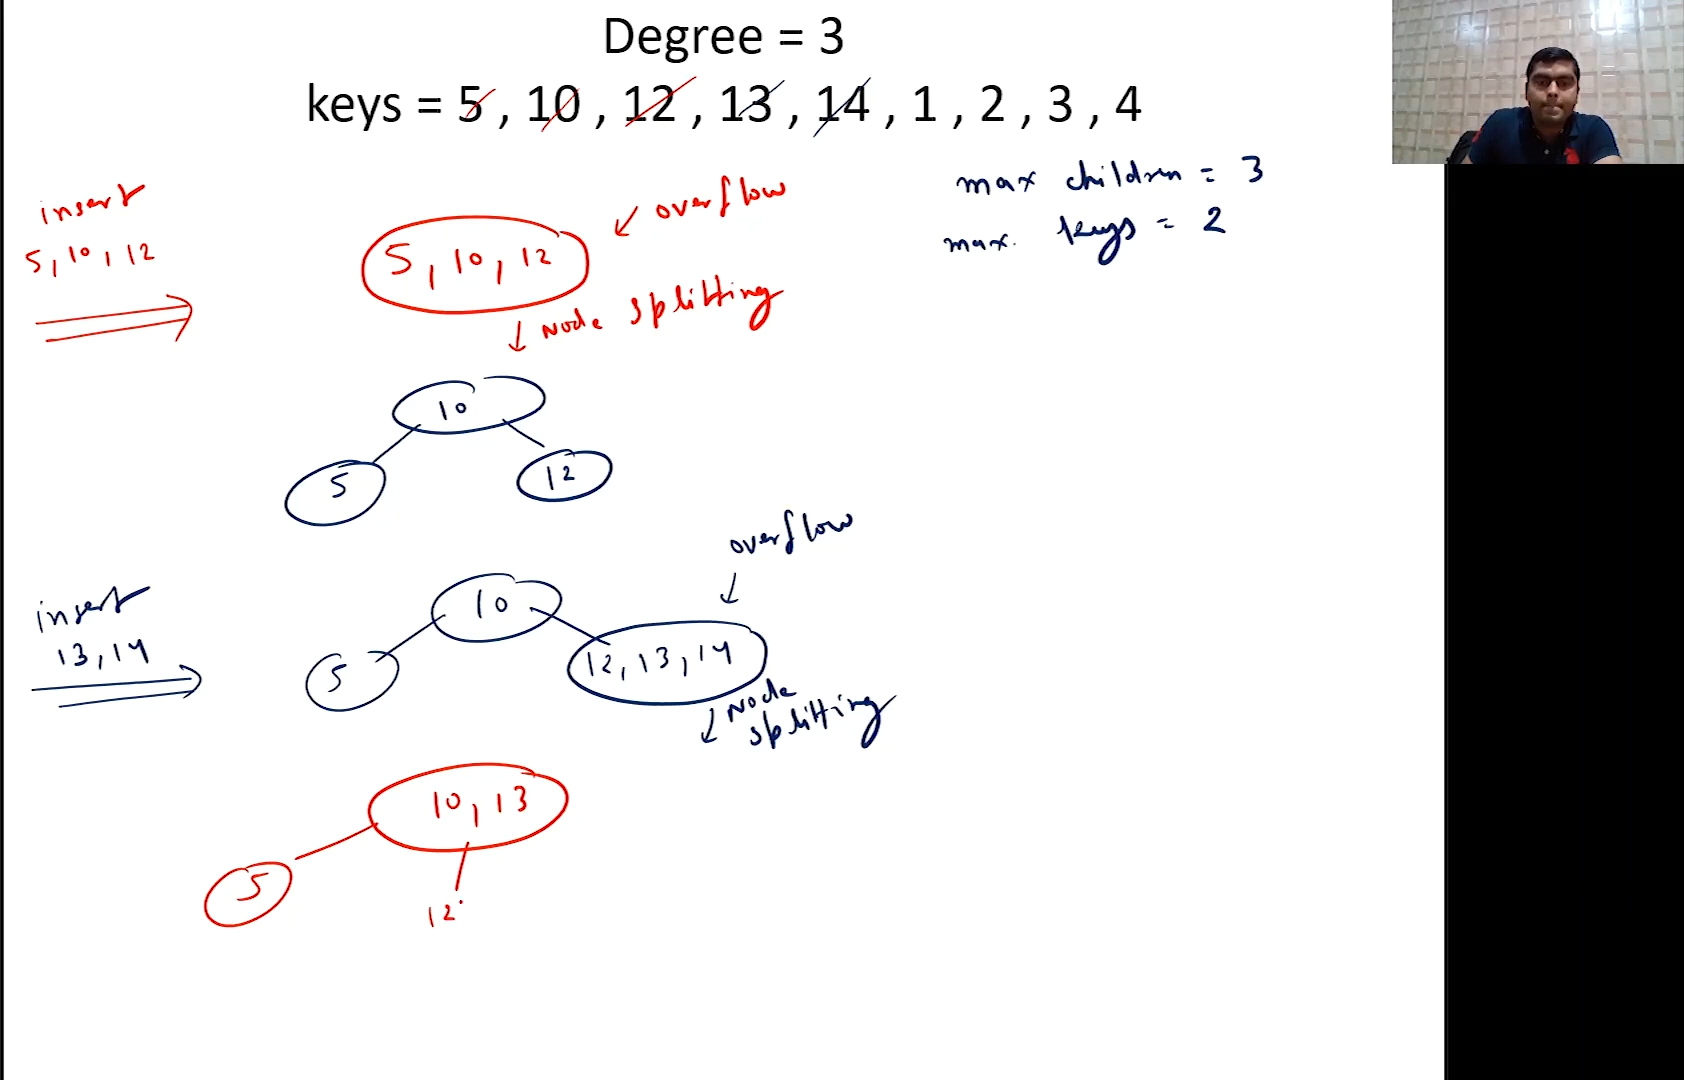 Degree = 3
keys = 5 , 10 , 12 , 13 , 14 , 1 , 2 , 3 , 4
max children = 3
max. keys = 2
insert
5, 10, 12
5, 10, 12
overflow
Node splitting
10
5
12
insert
13, 14
overflow
10
5
12, 13, 14
Node
splitting
10, 13
5
12